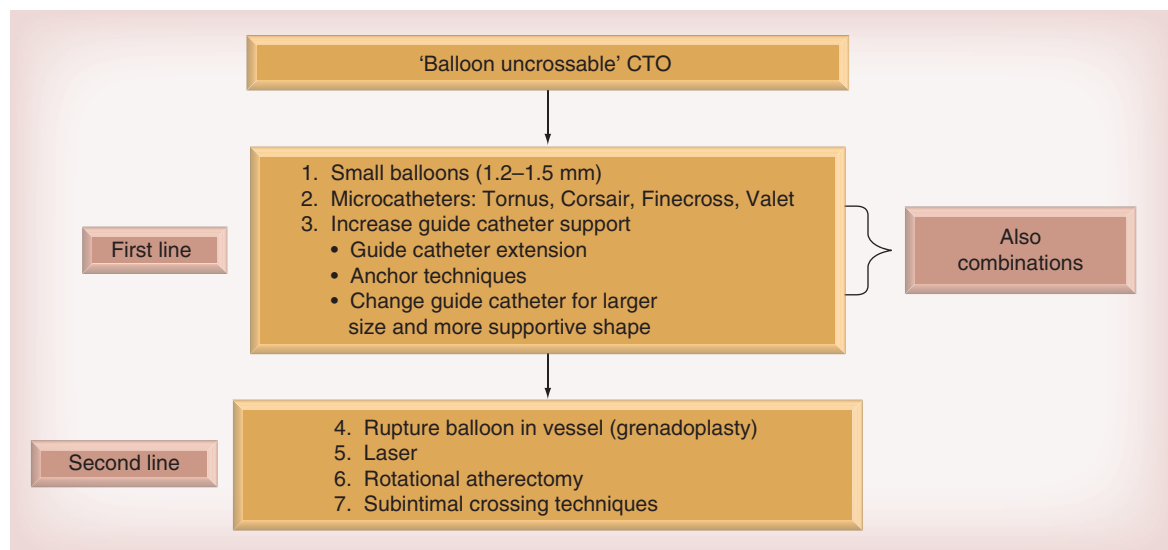 ‘Balloon uncrossable’ CTO
1. Small balloons (1.2–1.5 mm)
2. Microcatheters: Tornus, Corsair, Finecross, Valet
3. Increase guide catheter support
• Guide catheter extension
• Anchor techniques
• Change guide catheter for larger
size and more supportive shape
First line
Also
combinations
4. Rupture balloon in vessel (grenadoplasty)
5. Laser
6. Rotational atherectomy
7. Subintimal crossing techniques
Second line